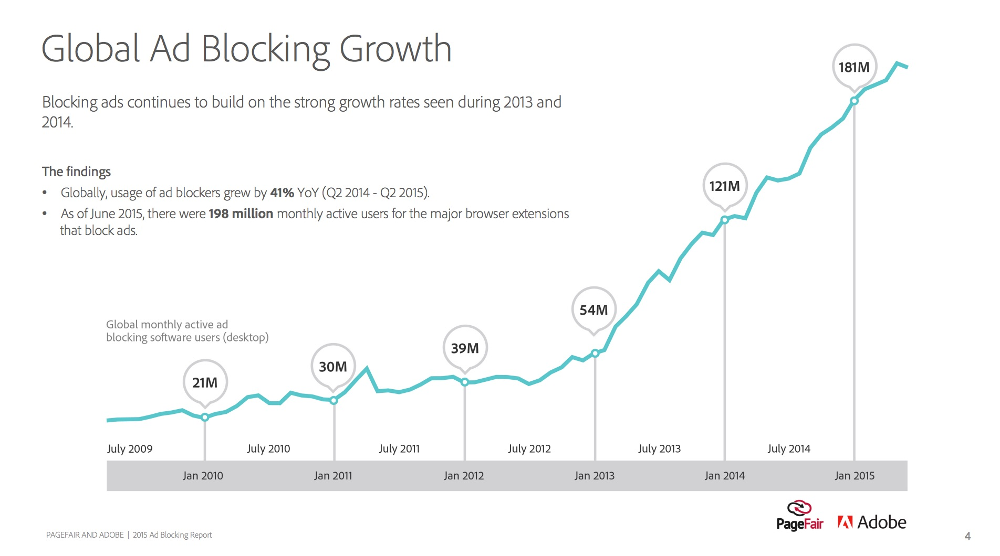 Global Ad Blocking Growth
Blocking ads continues to build on the strong growth rates seen during 2013 and
2014.
The findings
• Globally, usage of ad blockers grew by 41% YoY (Q2 2014 - Q2 2015).
• As of June 2015, there were 198 million monthly active users for the major browser extensions
that block ads.
Global monthly active ad
blocking software users (desktop)
21M
30M
39M
54M
121M
181M
July 2009 July 2010 July 2011 July 2012 July 2013 July 2014
Jan 2010 Jan 2011 Jan 2012 Jan 2013 Jan 2014 Jan 2015
PageFair Adobe
PAGEFAIR AND ADOBE | 2015 Ad Blocking Report
4